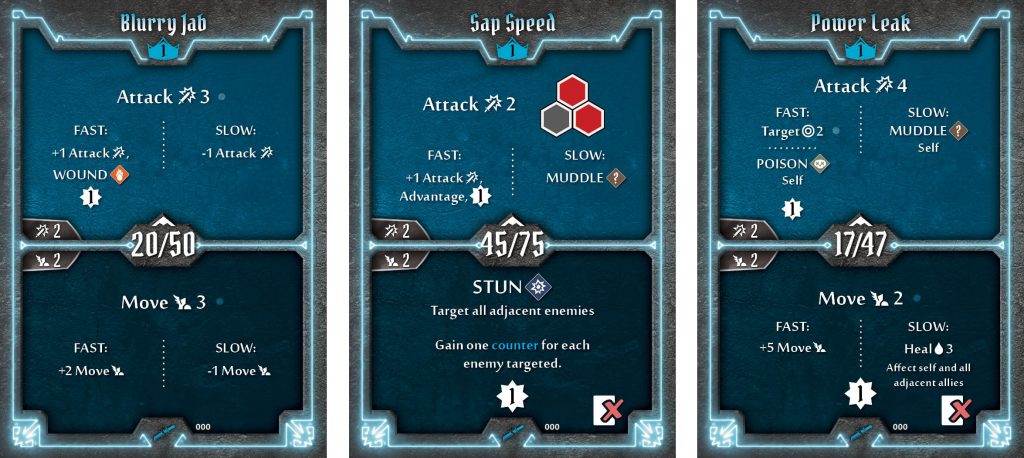 Blurry Jab
1
Attack 3
FAST:
+1 Attack,
WOUND
1
SLOW:
-1 Attack
2
20/50
2
Move 3
FAST:
+2 Move
SLOW:
-1 Move
000
Sap Speed
1
Attack 2
FAST:
+1 Attack,
Advantage, 1
SLOW:
MUDDLE ?
2
45/75
2
STUN
Target all adjacent enemies
Gain one counter for each
enemy targeted.
1
000
Power Leak
1
Attack 4
FAST:
Target 2
POISON
Self
1
SLOW:
MUDDLE ?
Self
2
17/47
2
Move 2
FAST:
+5 Move
SLOW:
Heal 3
Affect self and all
adjacent allies
1
000